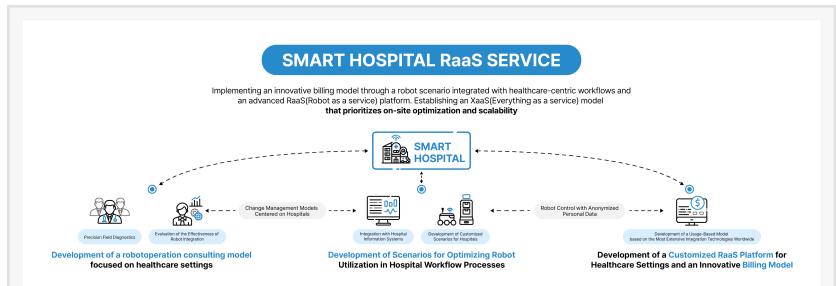 SMART HOSPITAL RaaS SERVICE
Implementing an innovative billing model through a robot scenario integrated with healthcare-centric workflows and
an advanced RaaS(Robot as a service) platform. Establishing an XaaS(Everything as a service) model
that prioritizes on-site optimization and scalability
SMART
HOSPITAL
Change Management Models
Centered on Hospitals
Robot Control with Anonymized
Personal Data
Precision Field Diagnostics
Evaluation of the Effectiveness of
Robot Integration
Integration with Hospital
Information Systems
Development of Customized
Scenarios for Hospitals
Development of a Usage-Based Model
based on the Most Extensive Integration Technologies Worldwide
Development of a robotoperation consulting model
focused on healthcare settings
Development of Scenarios for Optimizing Robot
Utilization in Hospital Workflow Processes
Development of a Customized RaaS Platform for
Healthcare Settings and an Innovative Billing Model